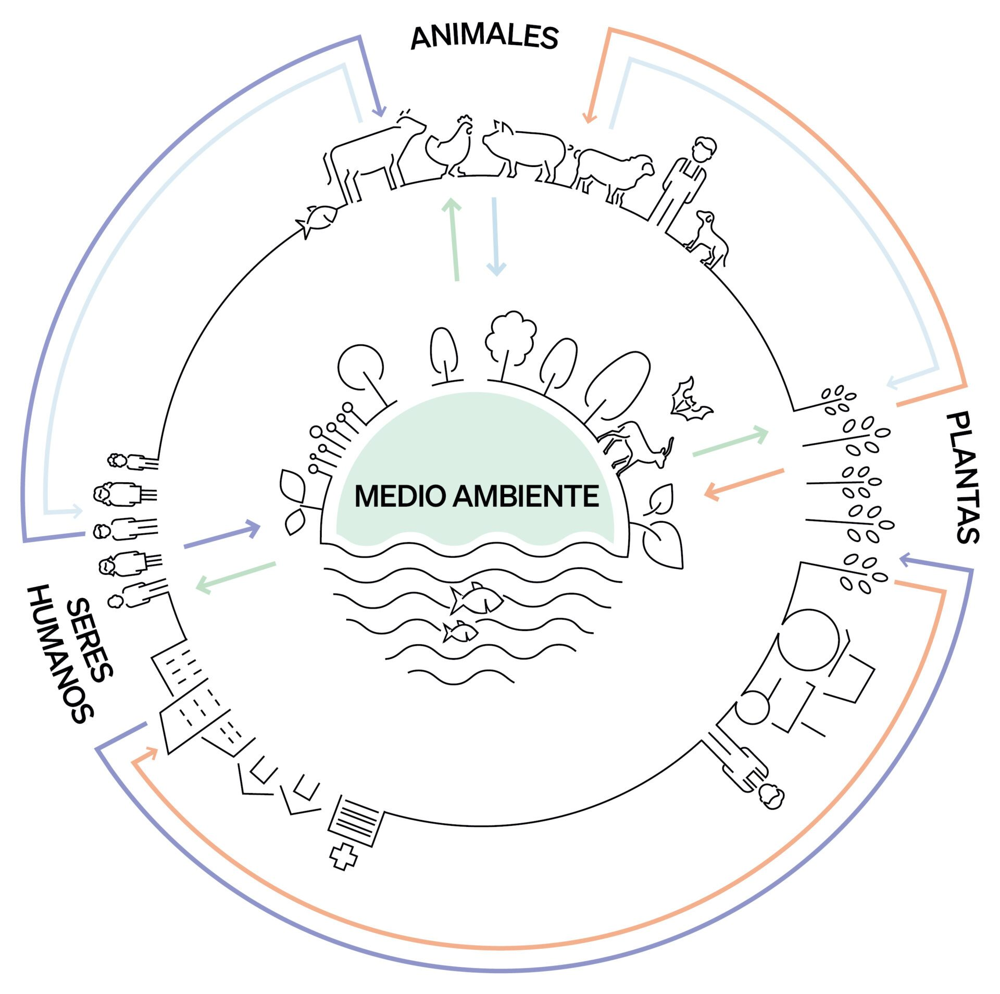 ANIMALES
MEDIO AMBIENTE
PLANTAS
SERES
HUMANOS